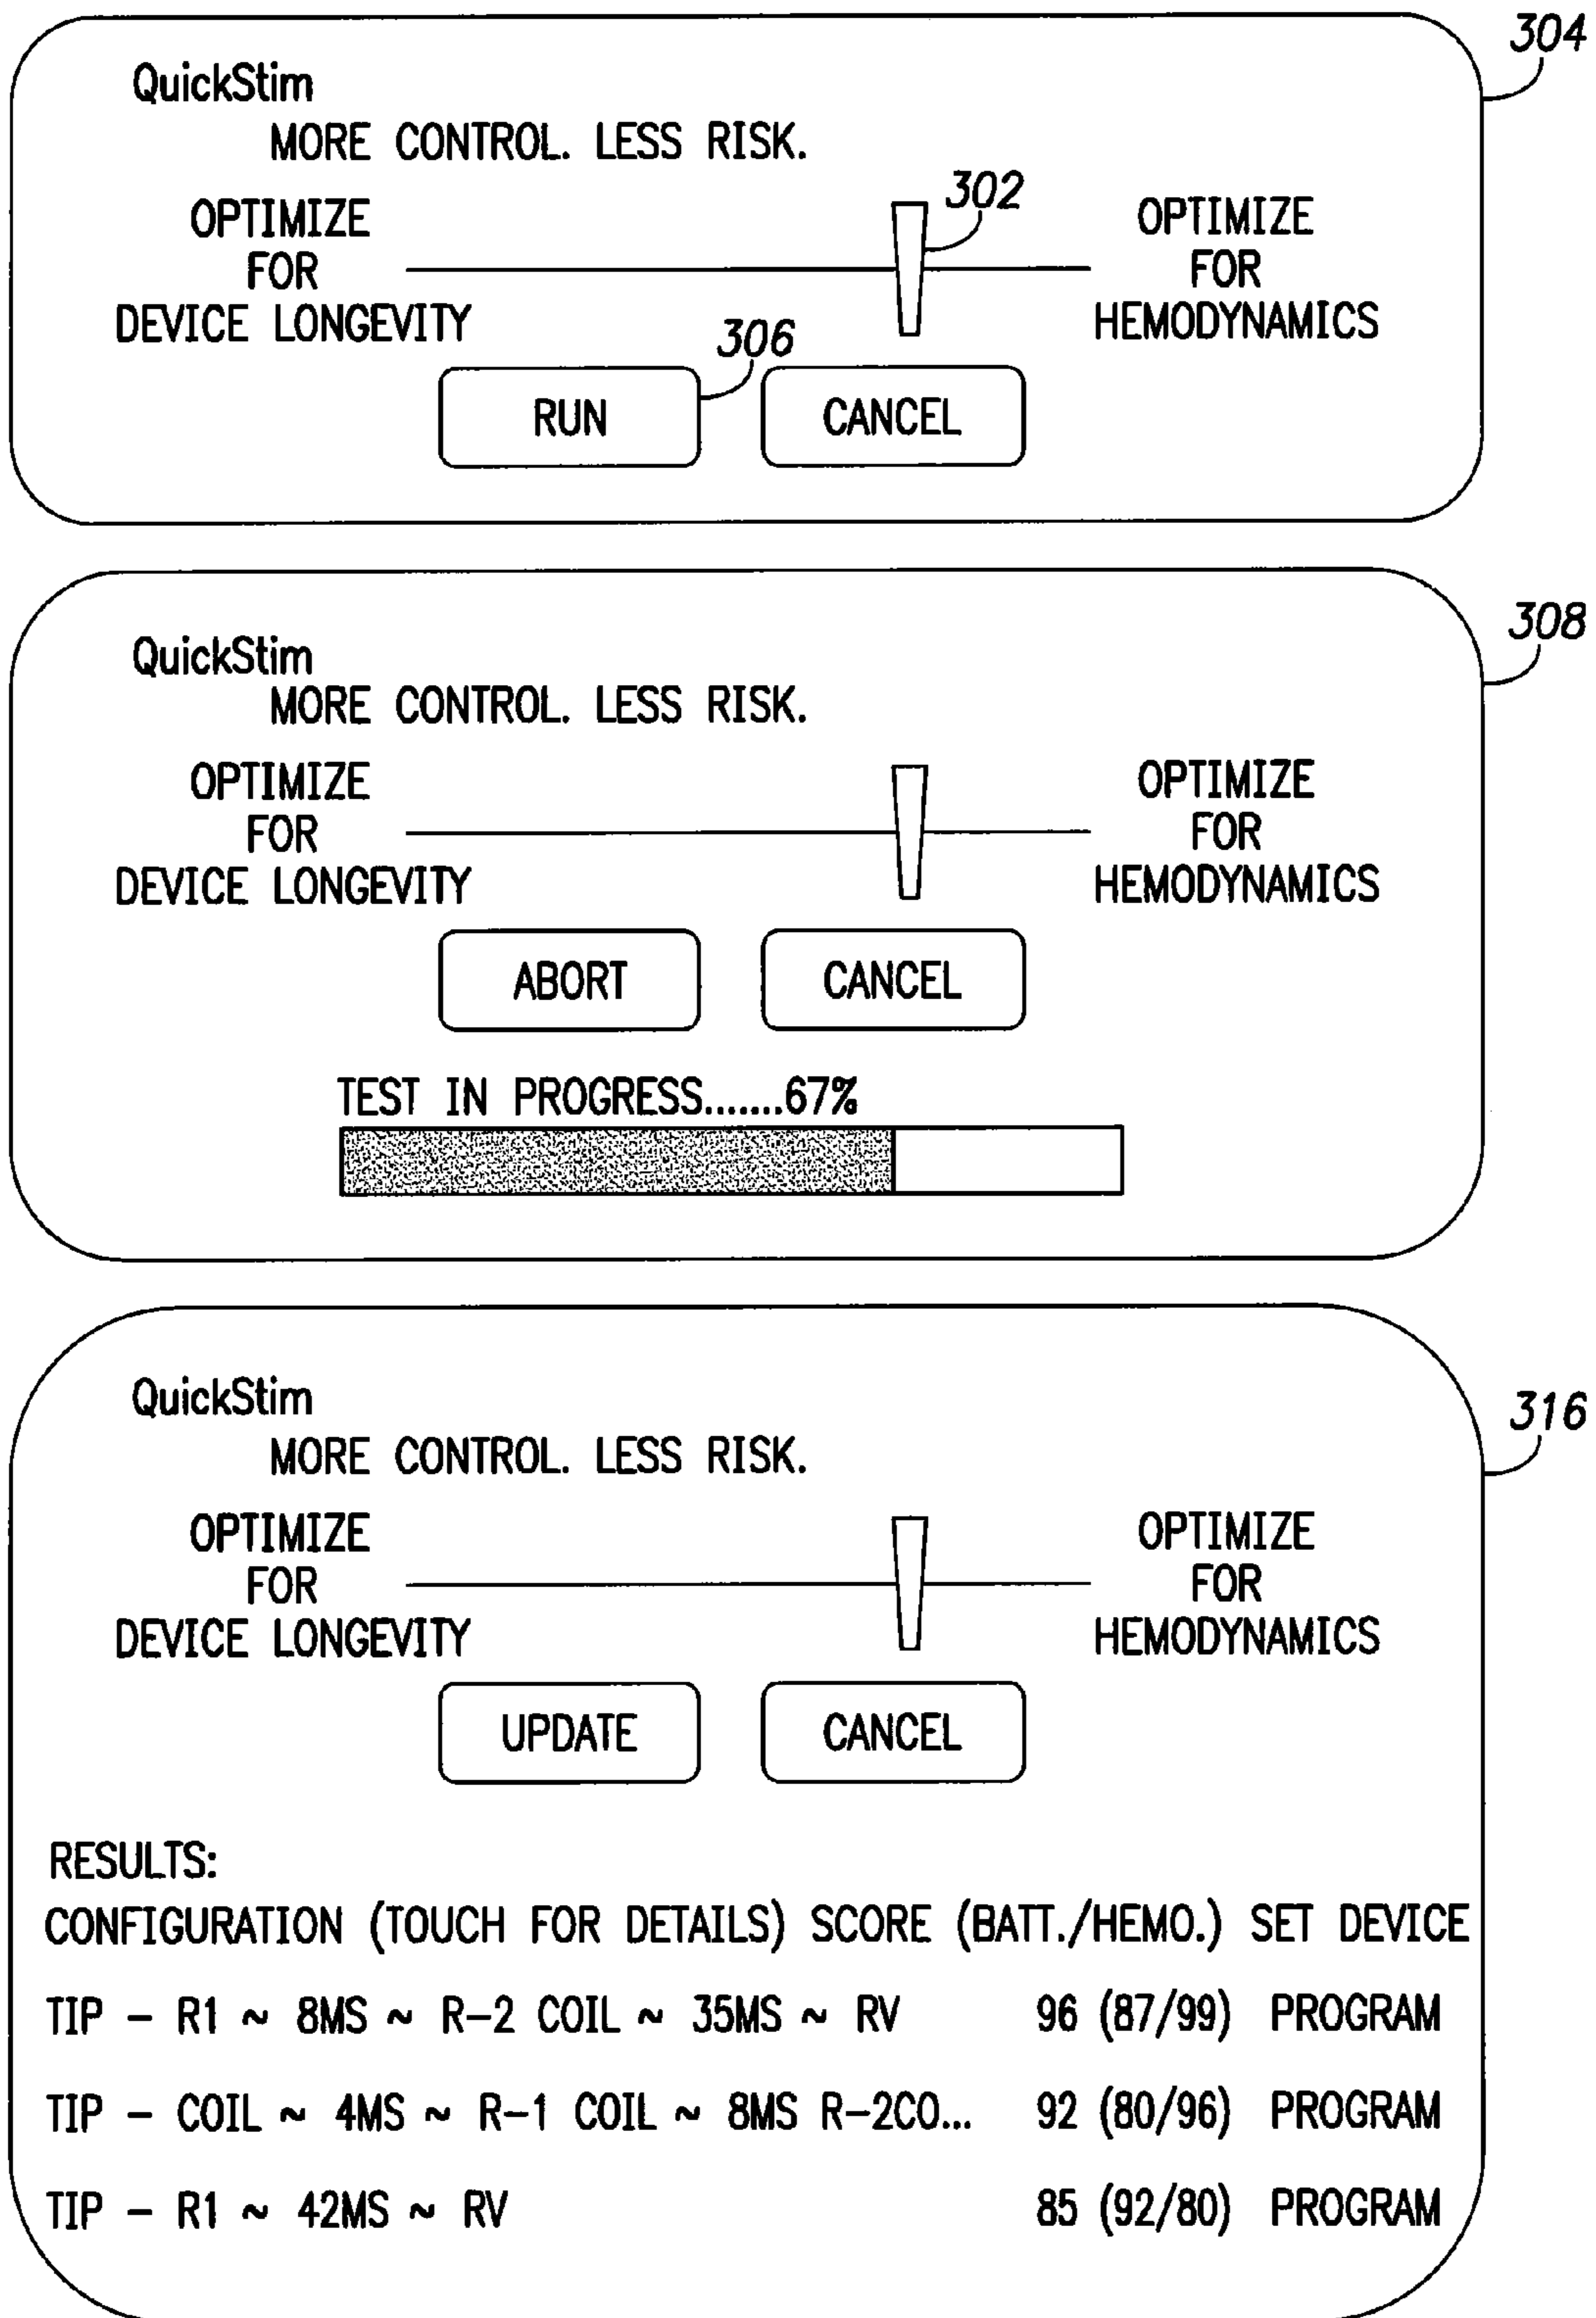 304
QuickStim
MORE CONTROL. LESS RISK.
302
OPTIMIZE FOR DEVICE LONGEVITY
OPTIMIZE FOR HEMODYNAMICS
306
RUN
CANCEL
308
QuickStim
MORE CONTROL. LESS RISK.
OPTIMIZE FOR DEVICE LONGEVITY
OPTIMIZE FOR HEMODYNAMICS
ABORT
CANCEL
TEST IN PROGRESS.......67%
316
QuickStim
MORE CONTROL. LESS RISK.
OPTIMIZE FOR DEVICE LONGEVITY
OPTIMIZE FOR HEMODYNAMICS
UPDATE
CANCEL
RESULTS:
CONFIGURATION (TOUCH FOR DETAILS) SCORE (BATT./HEMO.) SET DEVICE
TIP – R1 ~ 8MS ~ R-2 COIL ~ 35MS ~ RV 96 (87/99) PROGRAM
TIP – COIL ~ 4MS ~ R-1 COIL ~ 8MS R-2CO... 92 (80/96) PROGRAM
TIP – R1 ~ 42MS ~ RV 85 (92/80) PROGRAM